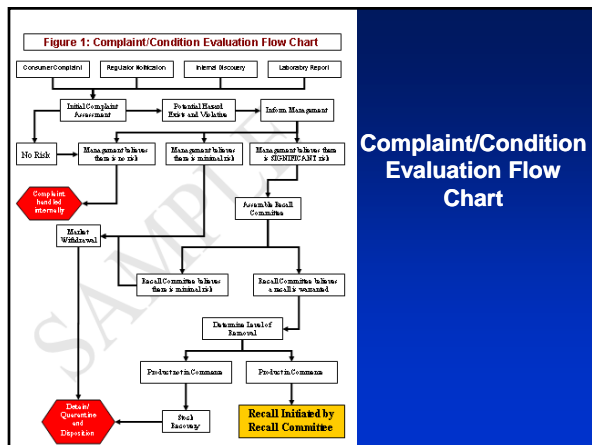 Figure 1: Complaint/Condition Evaluation Flow Chart
Consumer Complaint
Regulator Notification
Internal Discovery
Laboratory Report
Initial Complaint
Assessment
Potential Hazard
Exists and Violative
Inform Management
No Risk
Management believes
there is no risk
Management believes
there is minimal risk
Management believes there
is SIGNIFICANT risk
Complaint
handled
internally
Assemble Recall
Committee
Market
Withdrawal
Recall Committee believes
there is minimal risk
Recall Committee believes
a recall is warranted
Determine Level of
Removal
Product not in Commerce
Product in Commerce
Detain/
Quarantine and
Disposition
Stock
Recovery
Recall Initiated by
Recall Committee
SAMPLE
Complaint/Condition
Evaluation Flow
Chart